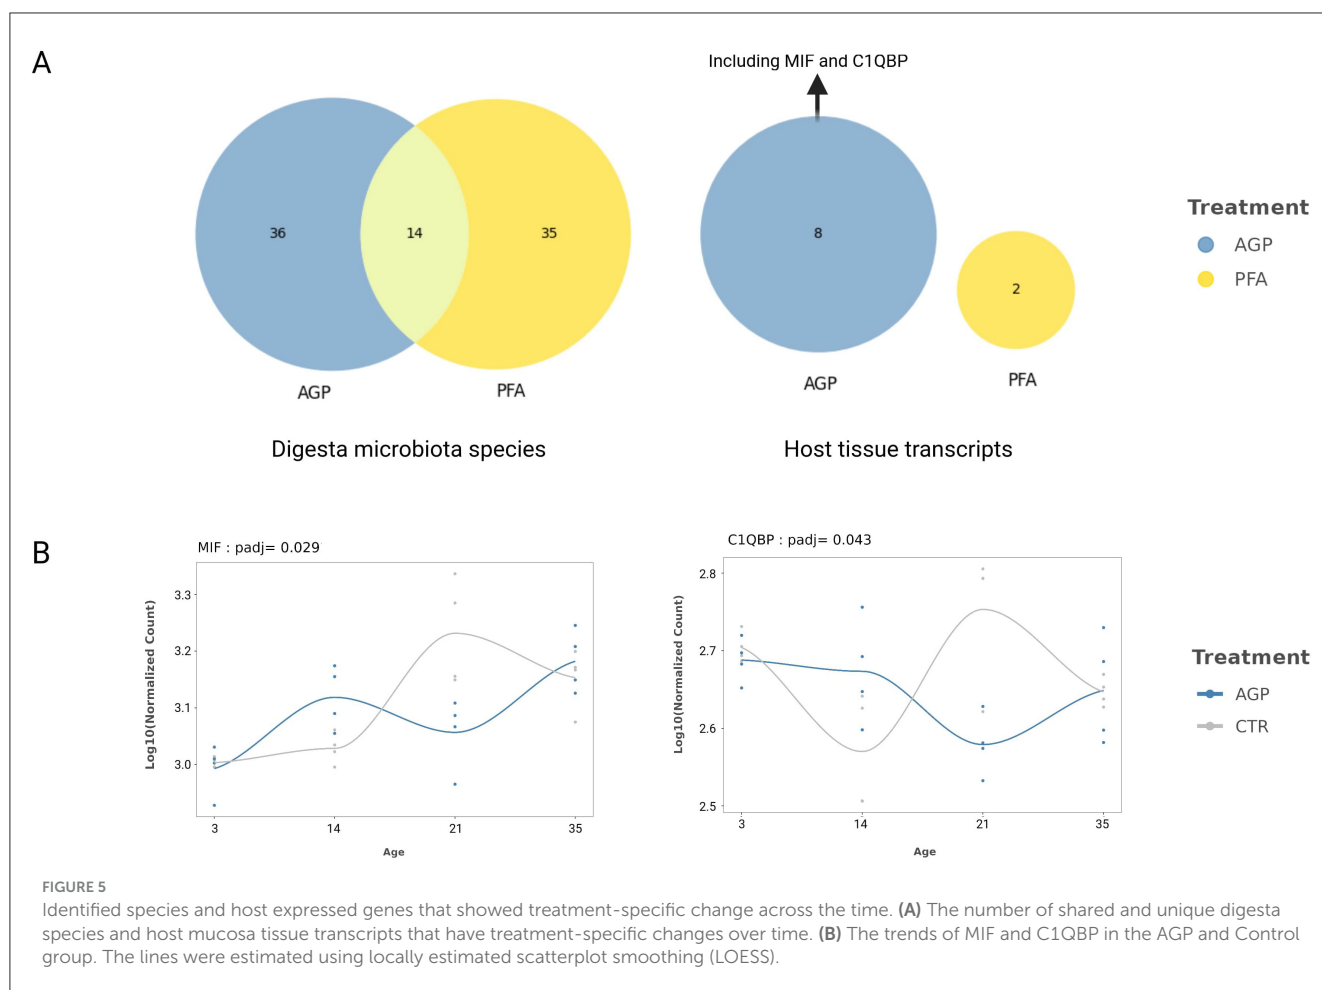 A
Including MIF and C1QBP
36
14
35
8
2
AGP
PFA
AGP
PFA
Digesta microbiota species
Host tissue transcripts
Treatment
AGP
PFA
B
MIF : padj= 0.029
Log10(Normalized Count)
3.3
3.2
3.1
3.0
3
14
21
35
Age
C1QBP : padj= 0.043
Log10(Normalized Count)
2.8
2.7
2.6
2.5
3
14
21
35
Age
Treatment
AGP
CTR
FIGURE 5
Identified species and host expressed genes that showed treatment-specific change across the time. (A) The number of shared and unique digesta
species and host mucosa tissue transcripts that have treatment-specific changes over time. (B) The trends of MIF and C1QBP in the AGP and Control
group. The lines were estimated using locally estimated scatterplot smoothing (LOESS).